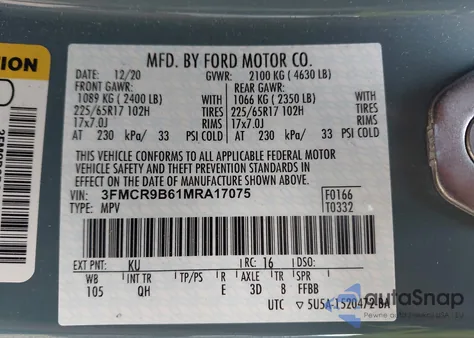 MFD. BY FORD MOTOR CO.
DATE: 12/20 GVWR: 2100 KG ( 4630 LB)
FRONT GAWR: REAR GAWR:
1089 KG ( 2400 LB) 1066 KG ( 2350 LB)
225/65R17 102H TIRES 225/65R17 102H TIRES
17x7.0J RIMS 17x7.0J RIMS
AT 230 kPa/ 33 PSI COLD AT 230 kPa/ 33 PSI COLD
THIS VEHICLE CONFORMS TO ALL APPLICABLE FEDERAL MOTOR
VEHICLE SAFETY AND BUMPER STANDARDS IN EFFECT ON THE DATE
OF MANUFACTURE SHOWN ABOVE.
VIN: 3FMCR9B61MRA17075 F0166
TYPE: MPV T0332
EXT PNT: KU RC: 16 DSO:
WB INT TR TP/PS R AXLE TR SPR
105 QH E 3D B FFBB
UTC ▽ 5U5A-1520472-BA
autoSnap
TION